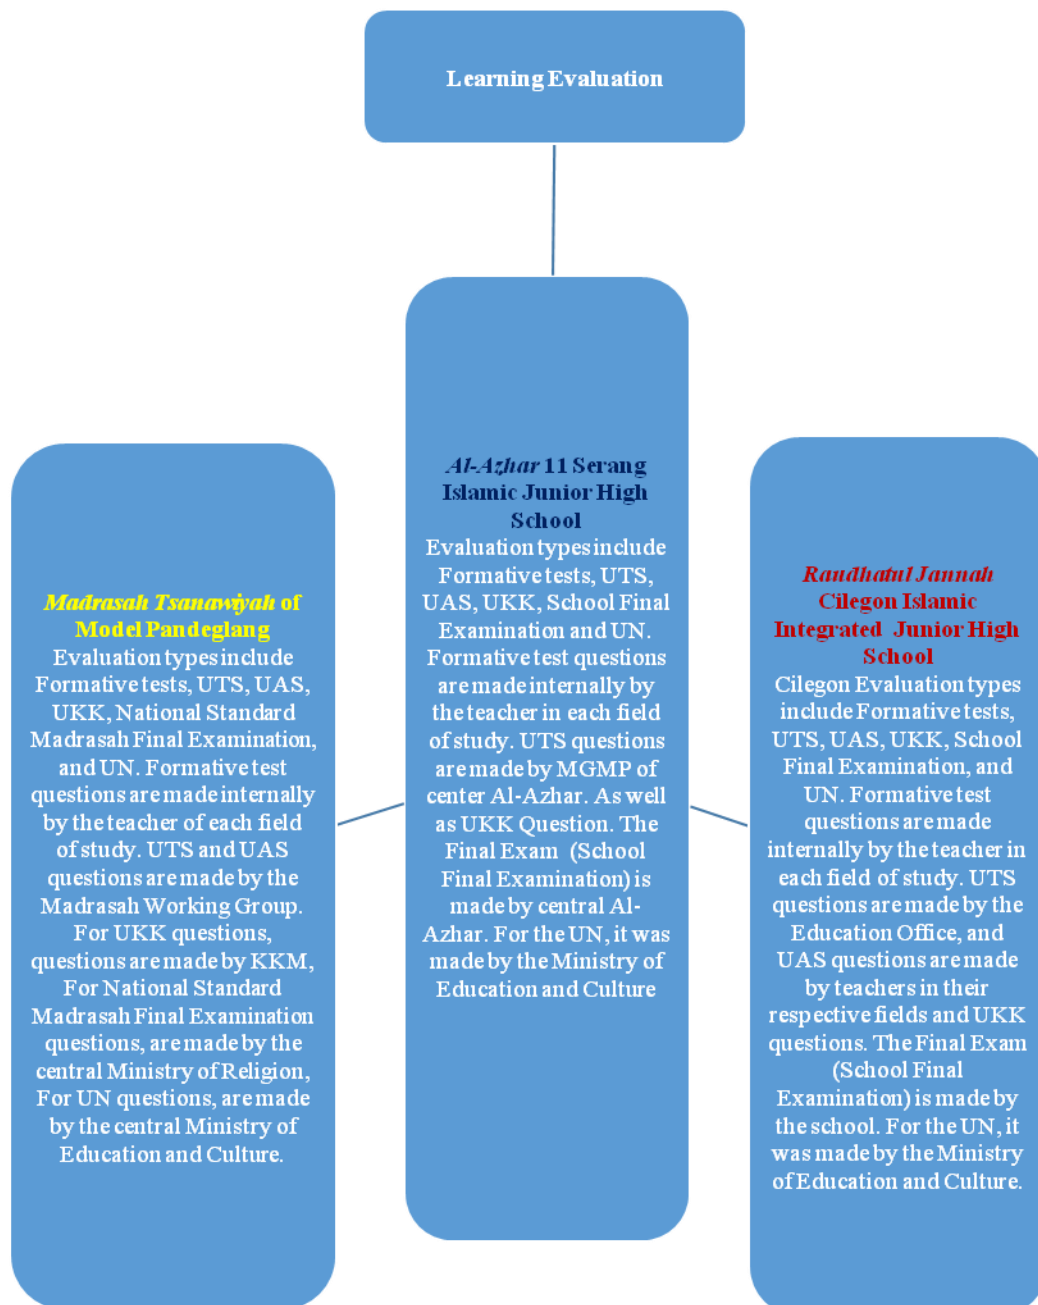 Learning Evaluation
Madrasah Tsanawiyah of
Model Pandeglang
Evaluation types include
Formative tests, UTS, UAS,
UKK, National Standard
Madrasah Final Examination,
and UN. Formative test
questions are made internally
by the teacher of each field
of study. UTS and UAS
questions are made by the
Madrasah Working Group.
For UKK questions,
questions are made by KKM,
For National Standard
Madrasah Final Examination
questions, are made by the
central Ministry of Religion,
For UN questions, are made
by the central Ministry of
Education and Culture.
Al-Azhar 11 Serang
Islamic Junior High
School
Evaluation types include
Formative tests, UTS,
UAS, UKK, School Final
Examination and UN.
Formative test questions
are made internally by
the teacher in each field
of study. UTS questions
are made by MGMP of
center Al-Azhar. As well
as UKK Question. The
Final Exam (School
Final Examination) is
made by central Al-
Azhar. For the UN, it was
made by the Ministry of
Education and Culture
Raudhatul Jannah
Cilegon Islamic
Integrated Junior High
School
Cilegon Evaluation types
include Formative tests,
UTS, UAS, UKK, School
Final Examination, and
UN. Formative test
questions are made
internally by the teacher in
each field of study. UTS
questions are made by the
Education Office, and
UAS questions are made
by teachers in their
respective fields and UKK
questions. The Final Exam
(School Final
Examination) is made by
the school. For the UN, it
was made by the Ministry
of Education and Culture.